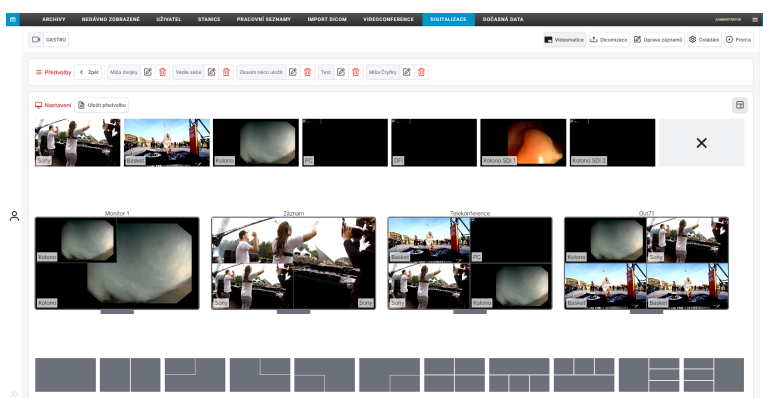 ARCHIVY NEDÁVNO ZOBRAZENÉ UŽIVATEL STANICE PRACOVNÍ SEZNAMY IMPORT DICOM VIDEOCONFERENCE DIGITALIZACE DOČASNÁ DATA ADMINISTRÁTOR
GASTRO Videomatice Dicomizace Úprava záznamů Ovládání Fronta
Předvolby Zpět Míša dvojky Vedle sebe Zkusím něco uložit Test Míša Čtyřky
Nastavení Uložit předvolbu
Sony Basket Kolono PC DFI Kolono SDI 1 Kolono SDI 2
Monitor 1 Záznam Telekonference Out71
Kolono Basket PC Kolono Sony
Kolono Sony Sony Sony Kolono Basket Basket